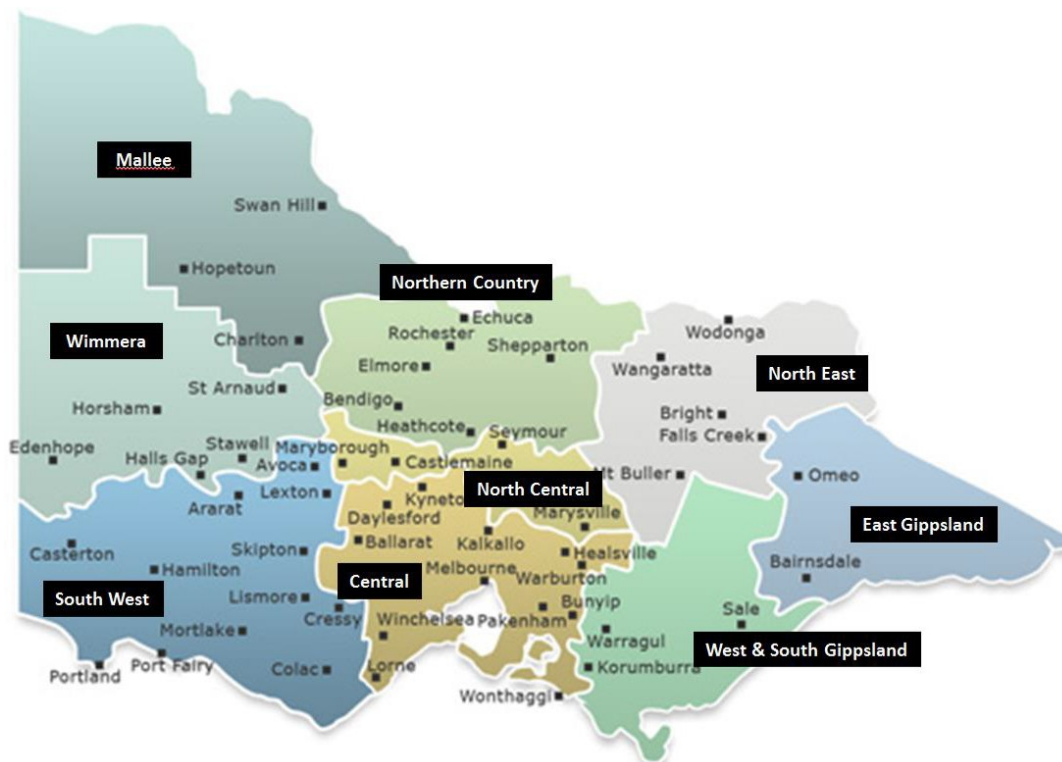 Mallee
Swan Hill
Hopetoun
Northern Country
Echuca
Rochester
Wodonga
Wimmera
Charlton
Shepparton
Elmore
Wangaratta
North East
St Arnaud
Horsham
Bendigo
Bright
Heathcote
Seymour
Falls Creek
Edenhope
Stawell
Maryborough
Halls Gap
Avoca
Castlemaine
Mt Buller
Omeo
Lexton
Kyneto
North Central
Ararat
Daylesford
Marysville
East Gippsland
Casterton
Skipton
Ballarat
Kalkallo
Healsville
Hamilton
Central
Melbourne
Warburton
Bairnsdale
South West
Lismore
Cressy
Winchelsea
Pakenham
Bunyip
Sale
Mortlake
Warragul
West & South Gippsland
Portland
Port Fairy
Colac
Lorne
Korumburra
Wonthaggi